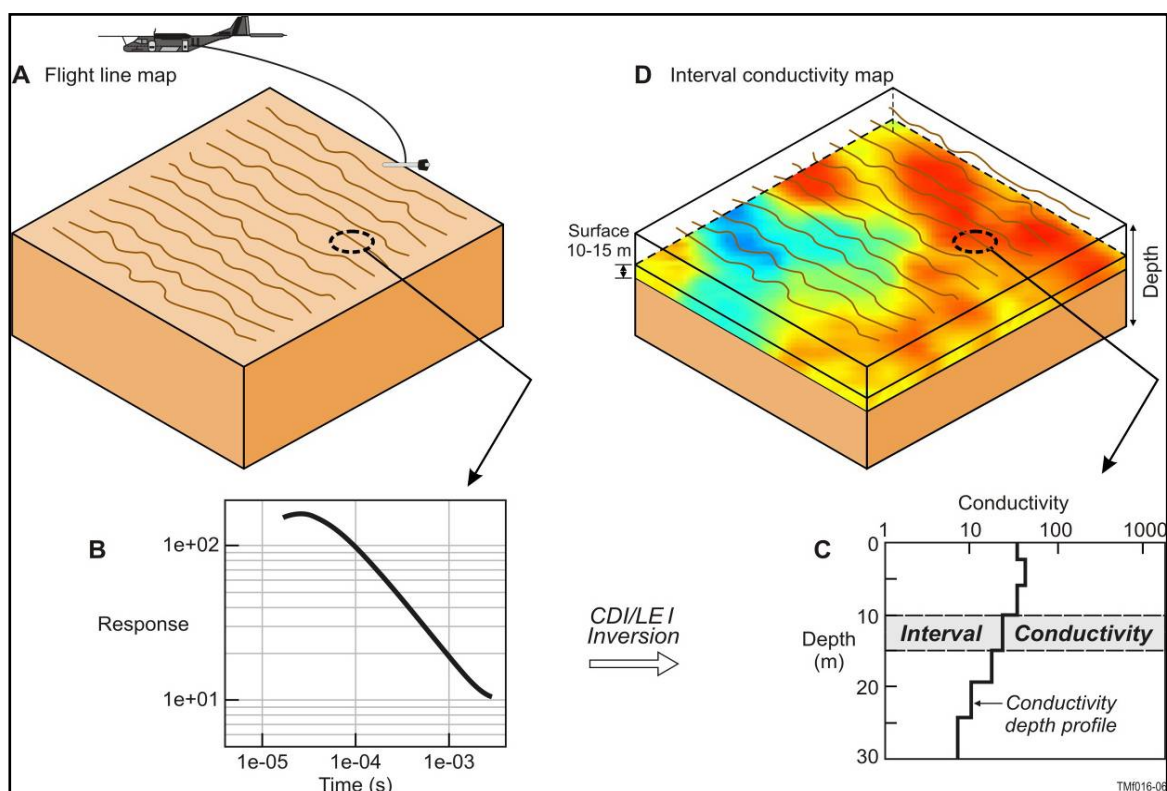 A Flight line map
D Interval conductivity map
Surface
10-15 m
Depth
B
1e+02
Response
1e+01
1e-05 1e-04 1e-03
Time (s)
CDI/LEI
Inversion
Conductivity
1 10 100 1000
C
0
10
Interval Conductivity
Depth
(m)
20
Conductivity
depth profile
30
TMf016-06